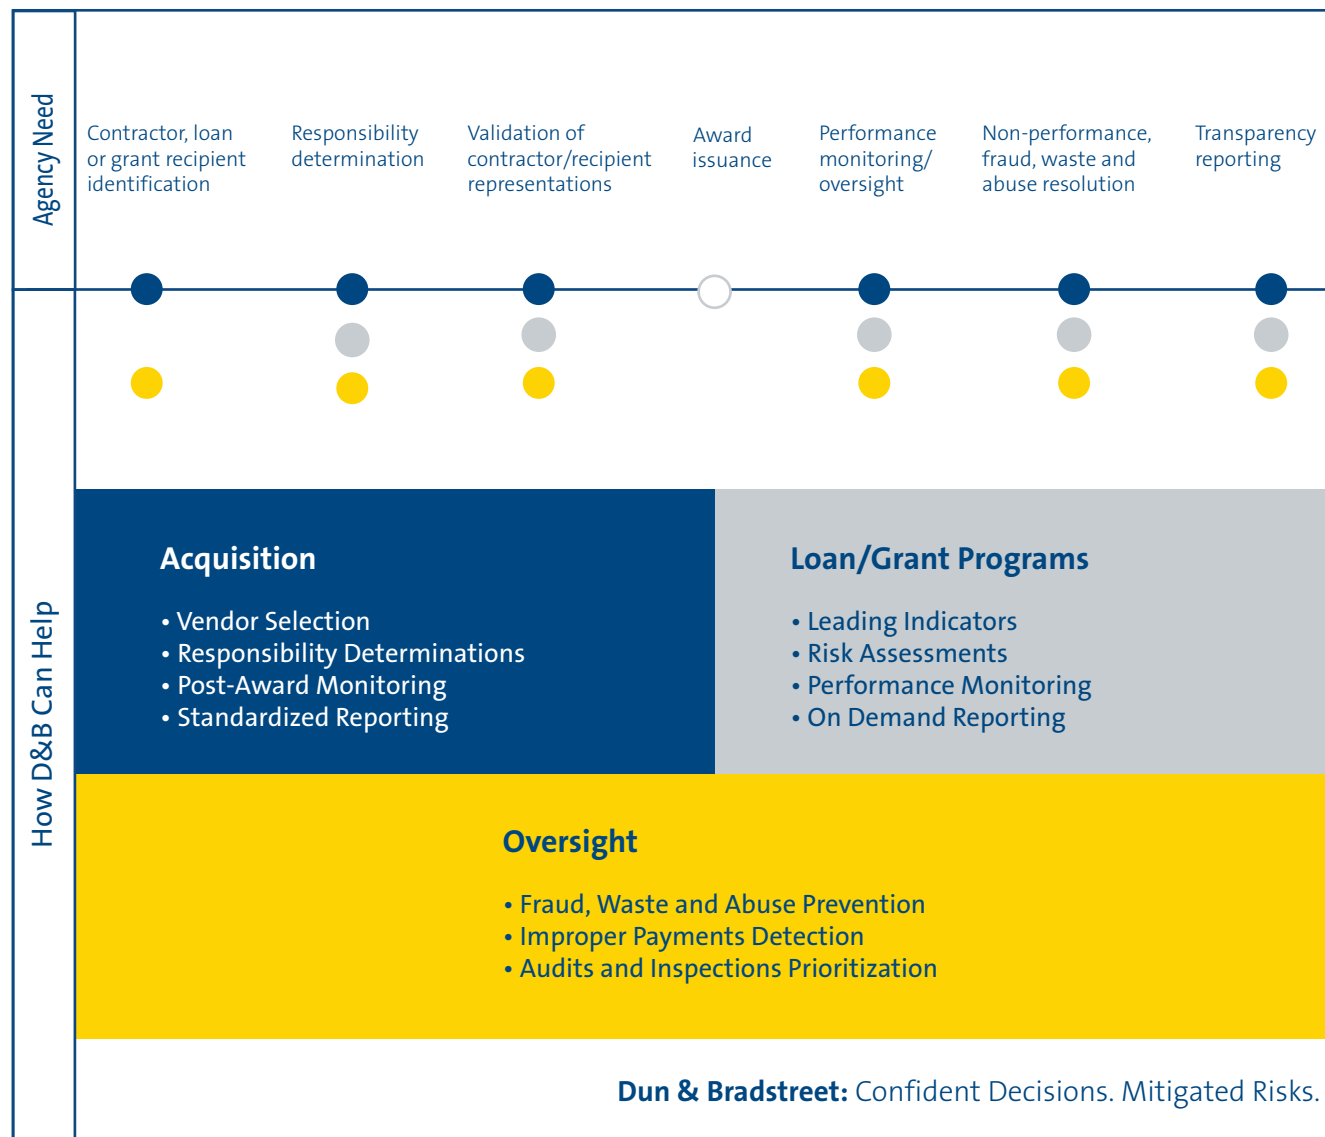 Agency Need
Contractor, loan
or grant recipient
identification
Responsibility
determination
Validation of
contractor/recipient
representations
Award
issuance
Performance
monitoring/
oversight
Non-performance,
fraud, waste and
abuse resolution
Transparency
reporting
How D&B Can Help
Acquisition
• Vendor Selection
• Responsibility Determinations
• Post-Award Monitoring
• Standardized Reporting
Loan/Grant Programs
• Leading Indicators
• Risk Assessments
• Performance Monitoring
• On Demand Reporting
Oversight
• Fraud, Waste and Abuse Prevention
• Improper Payments Detection
• Audits and Inspections Prioritization
Dun & Bradstreet: Confident Decisions. Mitigated Risks.